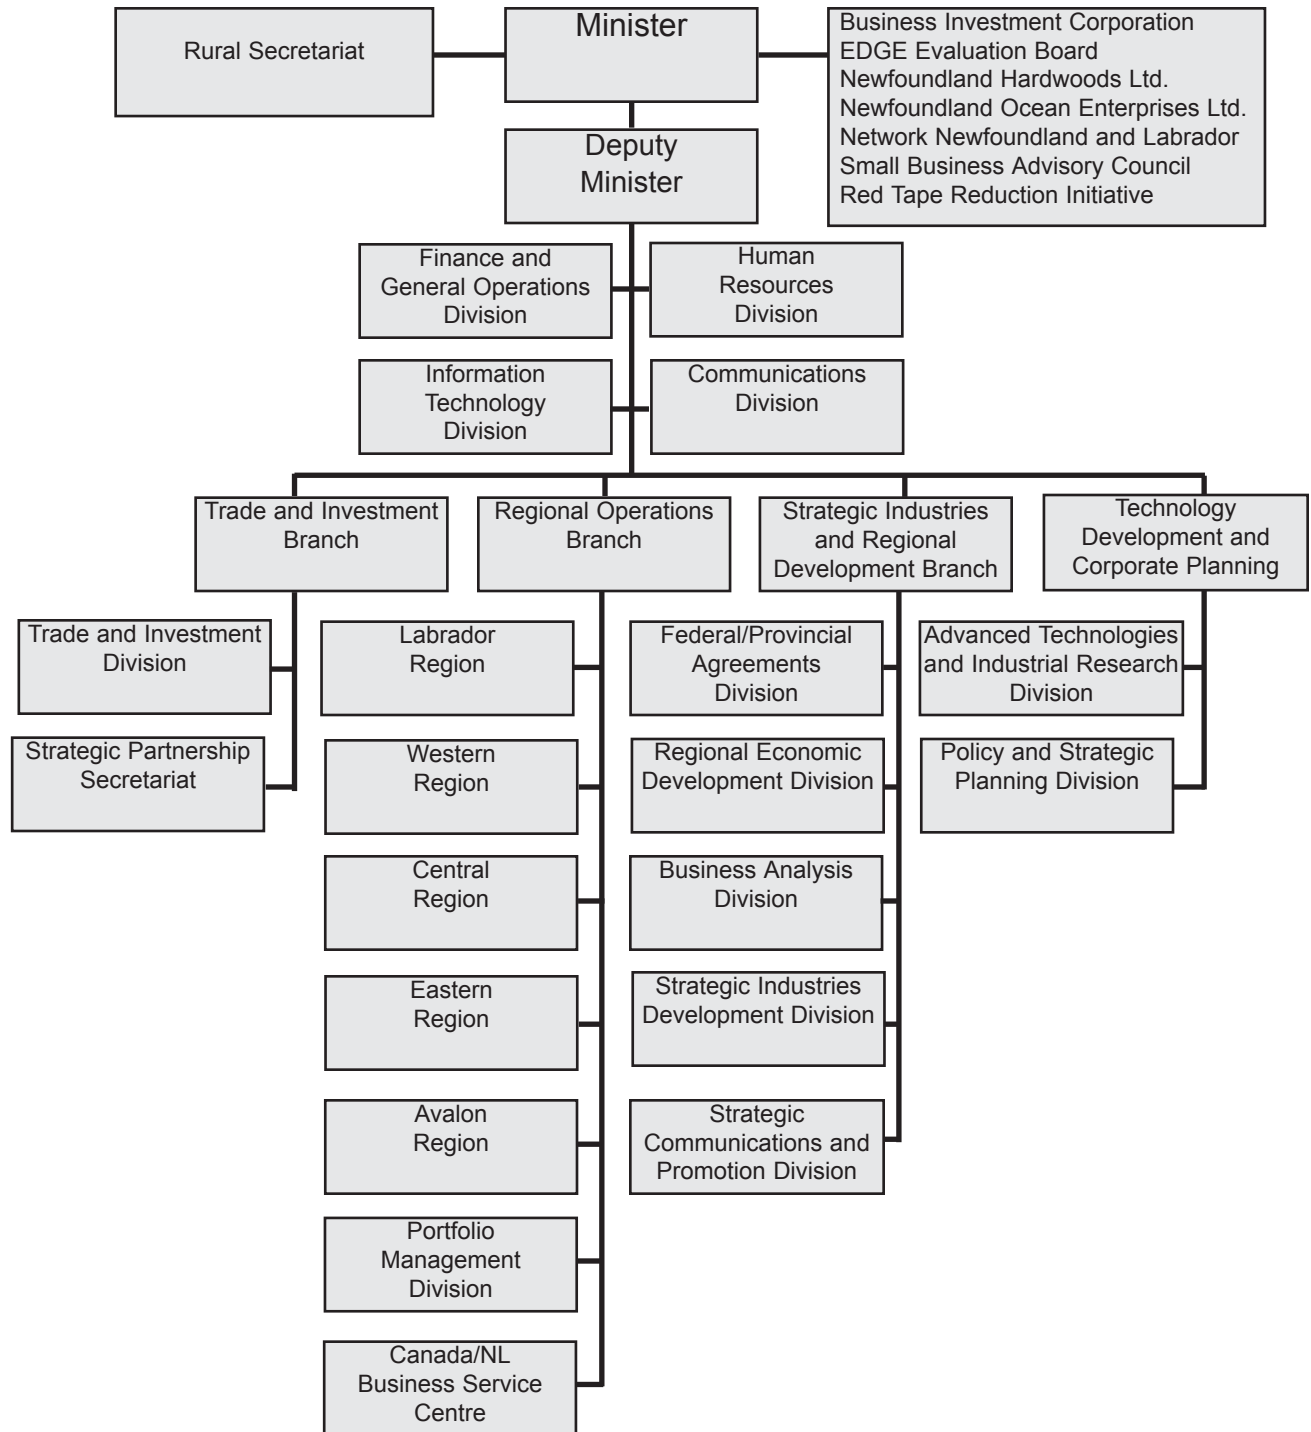 Rural Secretariat
Minister
Business Investment Corporation
EDGE Evaluation Board
Newfoundland Hardwoods Ltd.
Newfoundland Ocean Enterprises Ltd.
Network Newfoundland and Labrador
Small Business Advisory Council
Red Tape Reduction Initiative
Deputy
Minister
Finance and
General Operations
Division
Human
Resources
Division
Information
Technology
Division
Communications
Division
Trade and Investment
Branch
Regional Operations
Branch
Strategic Industries
and Regional
Development Branch
Technology
Development and
Corporate Planning
Trade and Investment
Division
Strategic Partnership
Secretariat
Labrador
Region
Western
Region
Central
Region
Eastern
Region
Avalon
Region
Portfolio
Management
Division
Canada/NL
Business Service
Centre
Federal/Provincial
Agreements
Division
Regional Economic
Development Division
Business Analysis
Division
Strategic Industries
Development Division
Strategic
Communications and
Promotion Division
Advanced Technologies
and Industrial Research
Division
Policy and Strategic
Planning Division